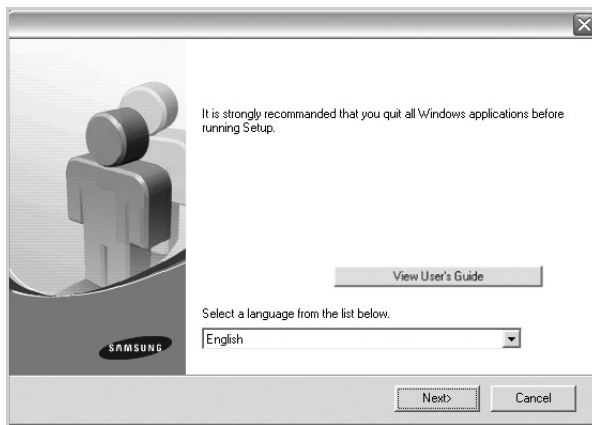 It is strongly recommanded that you quit all Windows applications before
running Setup.
View User's Guide
Select a language from the list below.
English
SAMSUNG
Next>
Cancel